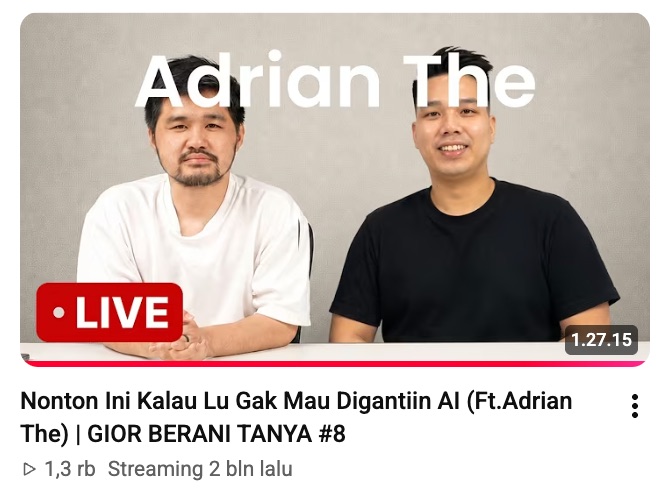 Adrian The
• LIVE
1.27.15
Nonton Ini Kalau Lu Gak Mau Digantiin AI (Ft.Adrian
The) | GIOR BERANI TANYA #8
1,3 rb Streaming 2 bln lalu